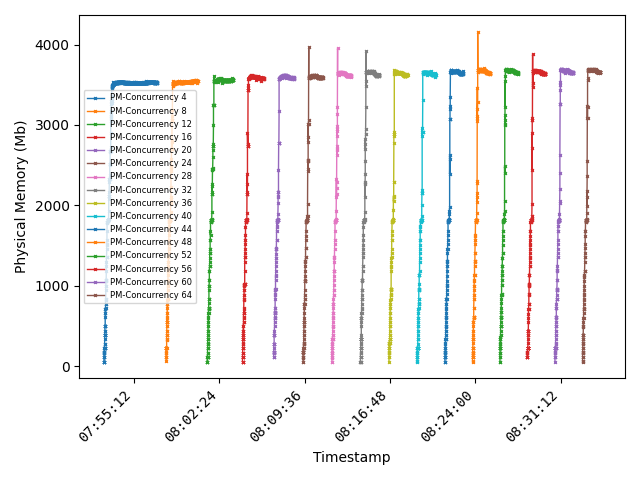 4000
3000
2000
1000
0
Physical Memory (Mb)
PM-Concurrency 4
PM-Concurrency 8
PM-Concurrency 12
PM-Concurrency 16
PM-Concurrency 20
PM-Concurrency 24
PM-Concurrency 28
PM-Concurrency 32
PM-Concurrency 36
PM-Concurrency 40
PM-Concurrency 44
PM-Concurrency 48
PM-Concurrency 52
PM-Concurrency 56
PM-Concurrency 60
PM-Concurrency 64
07:55:12
08:02:24
08:09:36
08:16:48
08:24:00
08:31:12
Timestamp